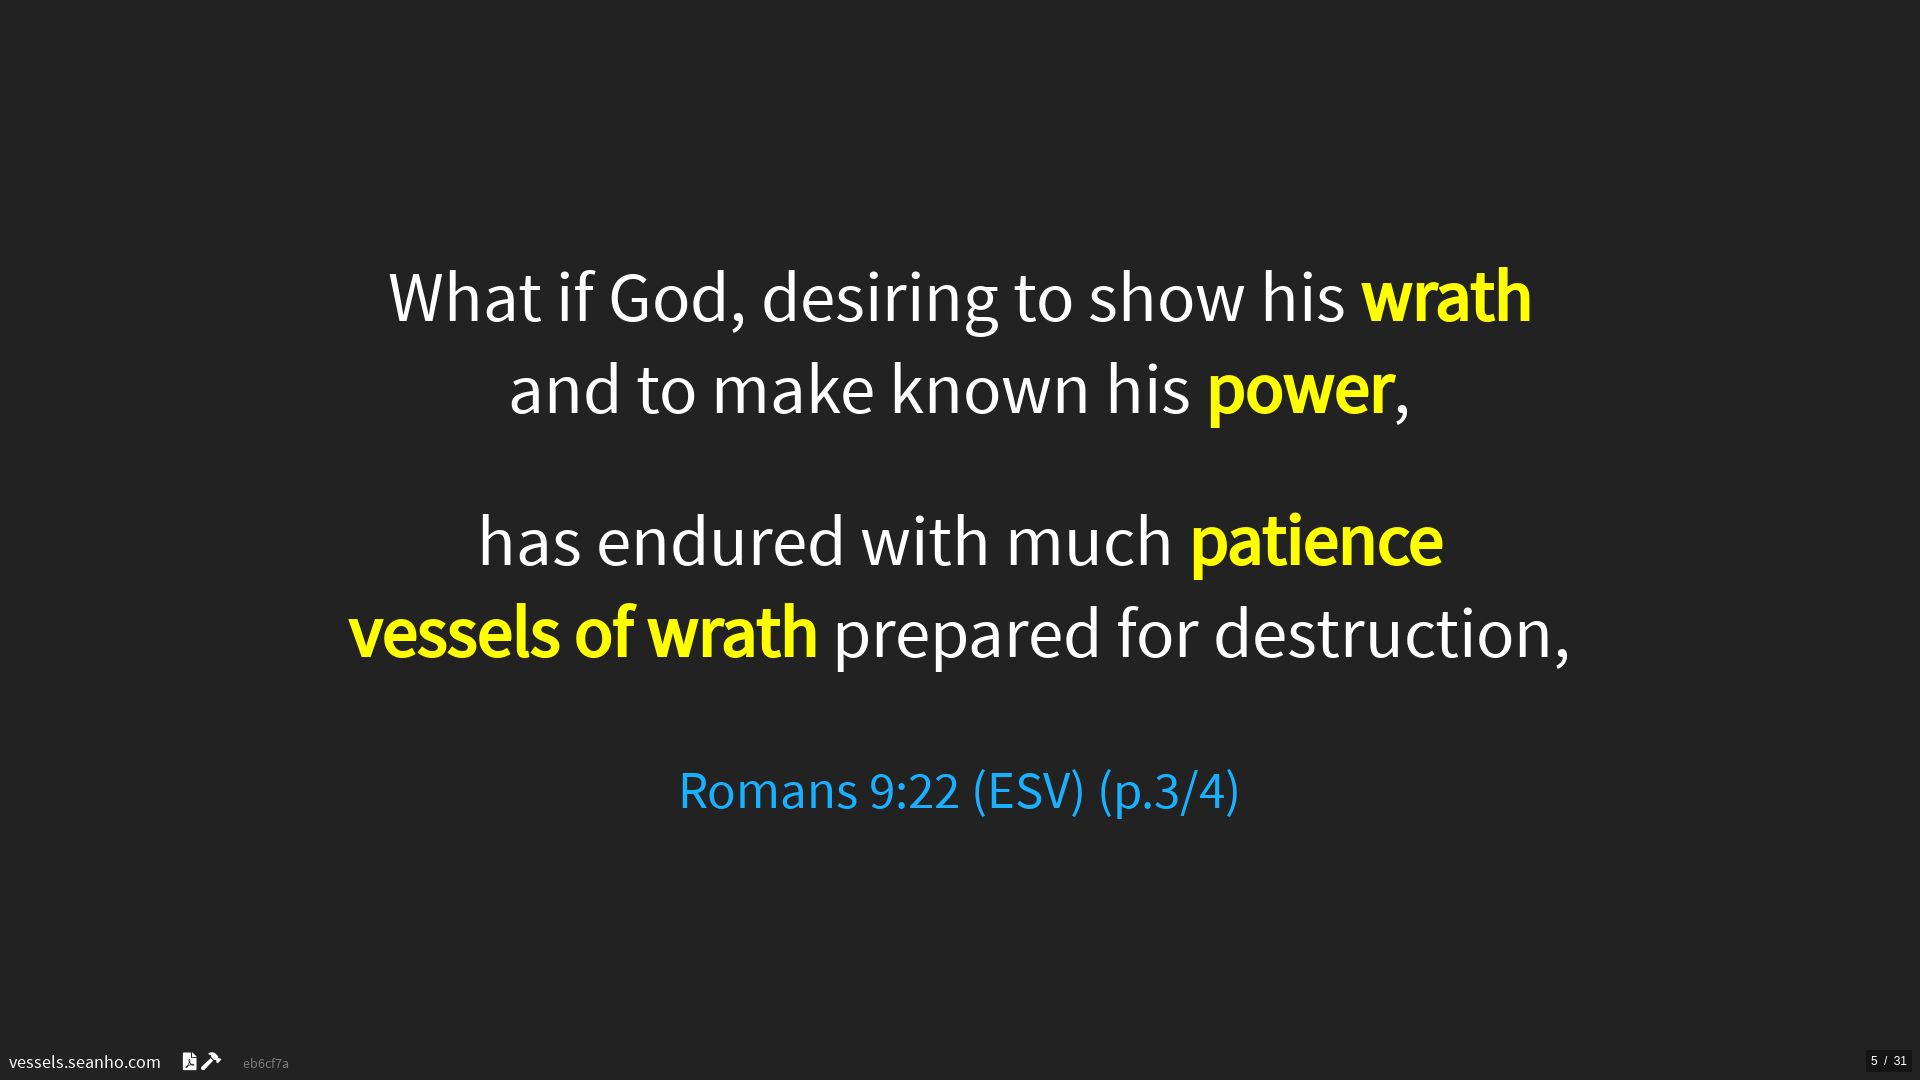 What if God, desiring to show his wrath
and to make known his power,
has endured with much patience
vessels of wrath prepared for destruction,
Romans 9:22 (ESV) (p.3/4)
vessels.seanho.com eb6cf7a
5 / 31